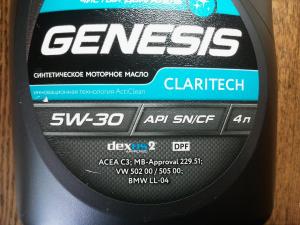 GENESIS
СИНТЕТИЧЕСКОЕ МОТОРНОЕ МАСЛО
CLARITECH
инновационная технология ActiClean
5W-30 API SN/CF 4 л
dexos2 DPF
ACEA C3; MB-Approval 229.51;
VW 502 00 / 505 00;
BMW LL-04